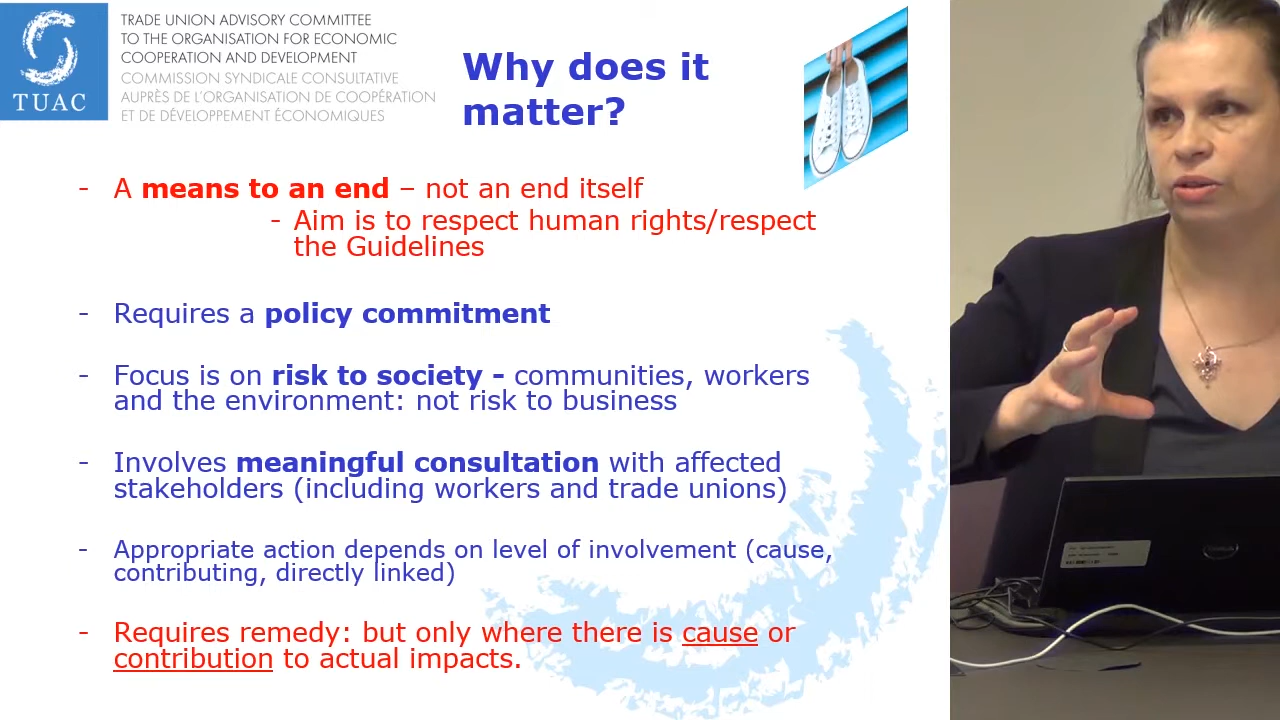 TUAC
TRADE UNION ADVISORY COMMITTEE
TO THE ORGANISATION FOR ECONOMIC
COOPERATION AND DEVELOPMENT
COMMISSION SYNDICALE CONSULTATIVE
AUPRÈS DE L'ORGANISATION DE COOPÉRATION
ET DE DÉVELOPPEMENT ÉCONOMIQUES
Why does it
matter?
- A means to an end – not an end itself
- Aim is to respect human rights/respect
the Guidelines
- Requires a policy commitment
- Focus is on risk to society - communities, workers
and the environment: not risk to business
- Involves meaningful consultation with affected
stakeholders (including workers and trade unions)
- Appropriate action depends on level of involvement (cause,
contributing, directly linked)
- Requires remedy: but only where there is cause or
contribution to actual impacts.